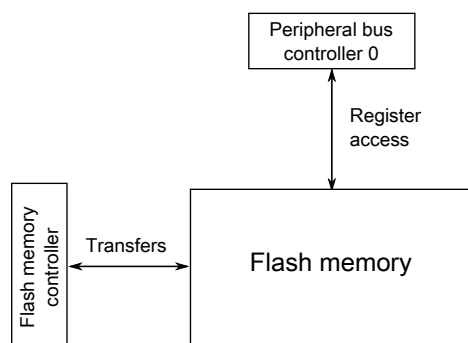 Peripheral bus
controller 0
Register
access
Flash memory
controller
Transfers
Flash memory